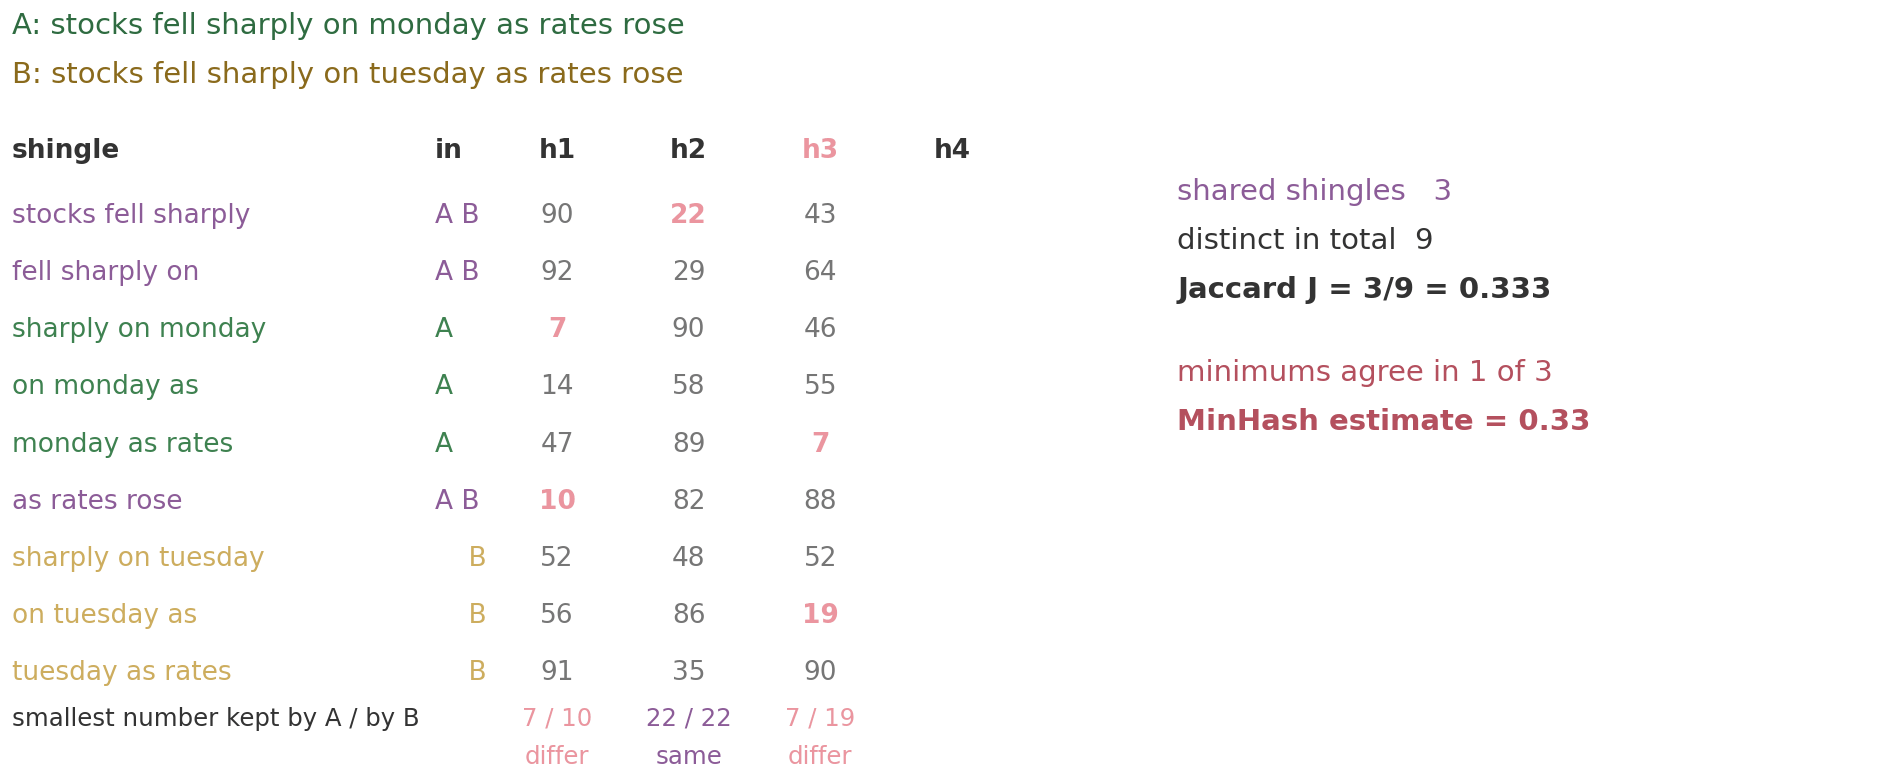 A: stocks fell sharply on monday as rates rose
B: stocks fell sharply on tuesday as rates rose
shingle in h1 h2 h3 h4
stocks fell sharply A B 90 22 43
fell sharply on A B 92 29 64
sharply on monday A 7 90 46
on monday as A 14 58 55
monday as rates A 47 89 7
as rates rose A B 10 82 88
sharply on tuesday B 52 48 52
on tuesday as B 56 86 19
tuesday as rates B 91 35 90
smallest number kept by A / by B 7 / 10 22 / 22 7 / 19
differ same differ
shared shingles 3
distinct in total 9
Jaccard J = 3/9 = 0.333
minimums agree in 1 of 3
MinHash estimate = 0.33